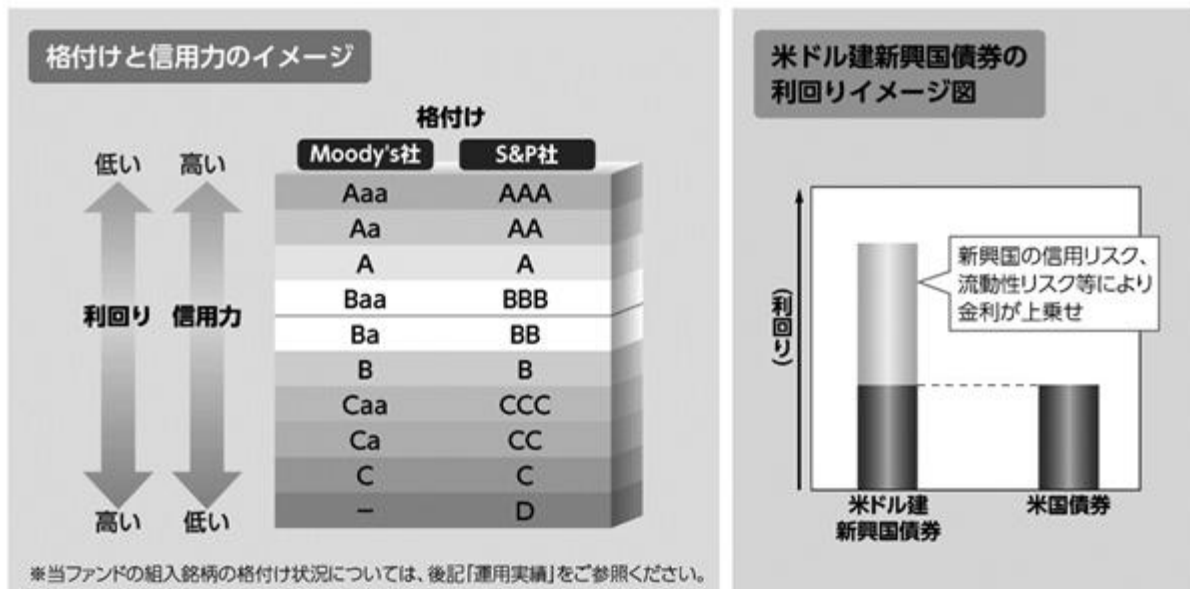 格付けと信用力のイメージ
格付け
Moody's社 S&P社
低い 高い
Aaa AAA
Aa AA
A A
Baa BBB
利回り 信用力
Ba BB
B B
Caa CCC
Ca CC
C C
高い 低い
– D
※当ファンドの組入銘柄の格付け状況については、後記「運用実績」をご参照ください。
米ドル建新興国債券の
利回りイメージ図
(利回り)
新興国の信用リスク、
流動性リスク等により
金利が上乗せ
米ドル建
新興国債券
米国債券